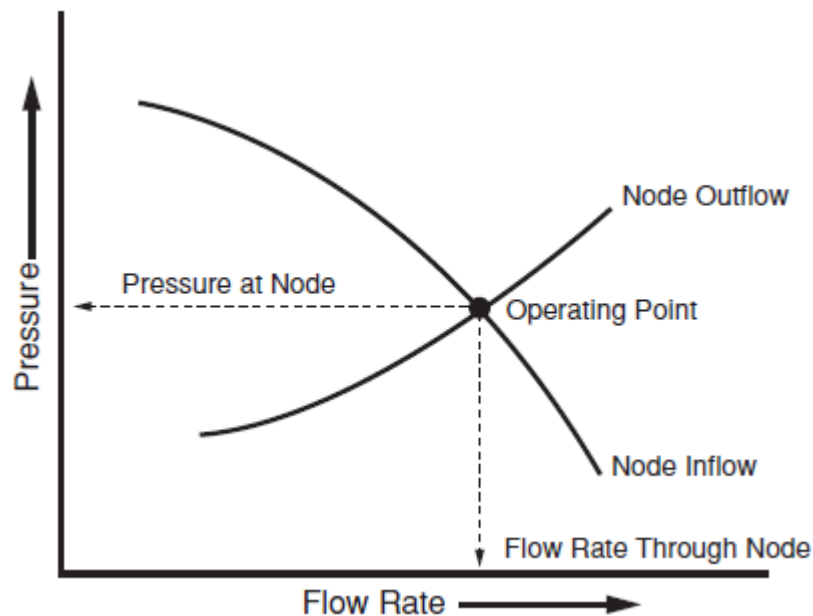 Node Outflow
Pressure at Node
Operating Point
Pressure
Node Inflow
Flow Rate Through Node
Flow Rate